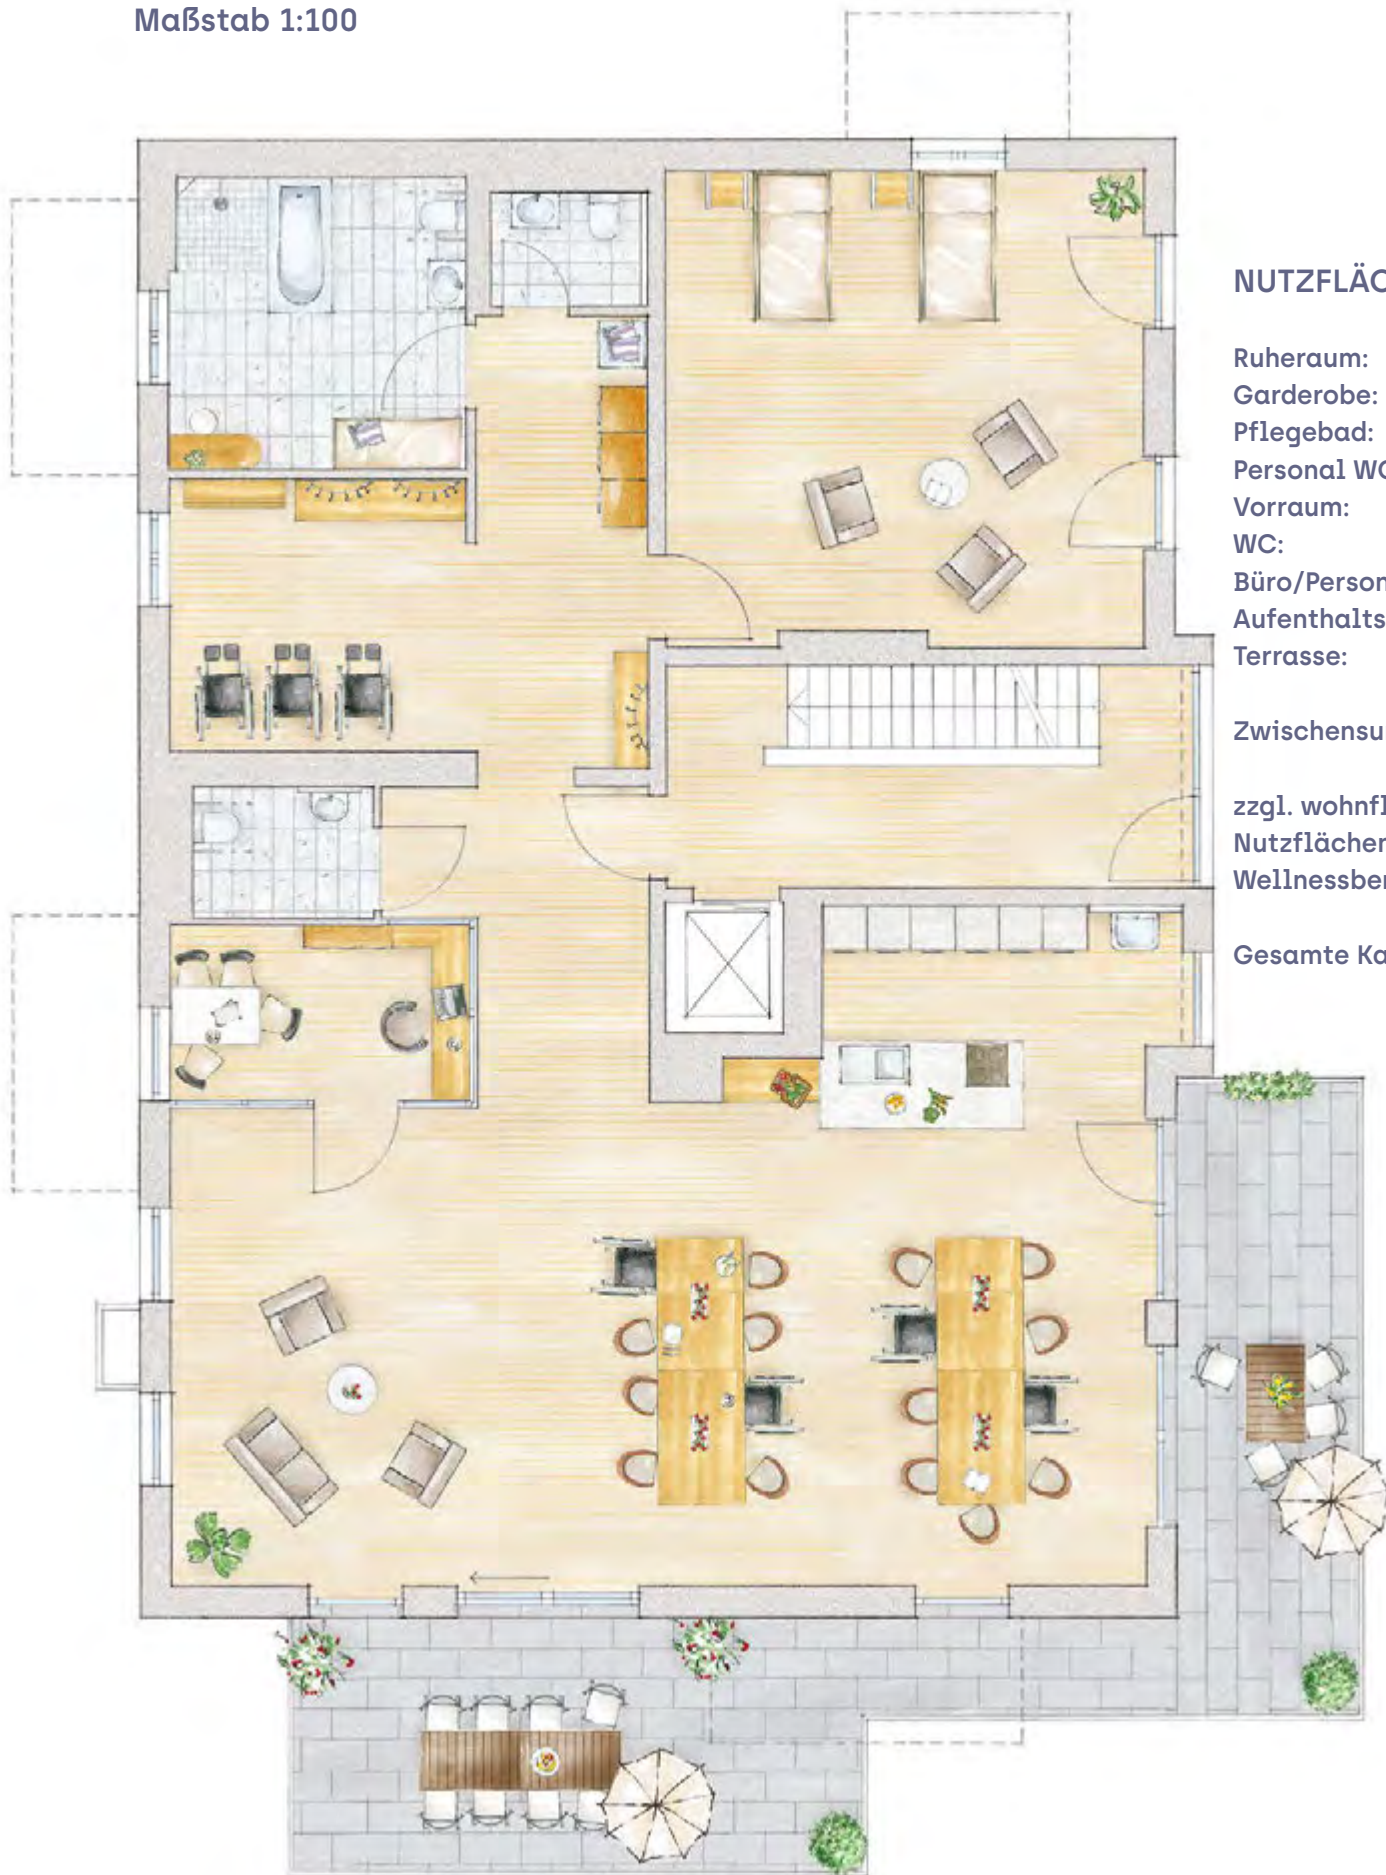 Maßstab 1:100
NUTZFLÄC
Ruheraum:
Garderobe:
Pflegebad:
Personal WC
Vorraum:
WC:
Büro/Person
Aufenthalts
Terrasse:
Zwischensu
zzgl. wohnfl
Nutzflächen
Wellnessber
Gesamte Ka